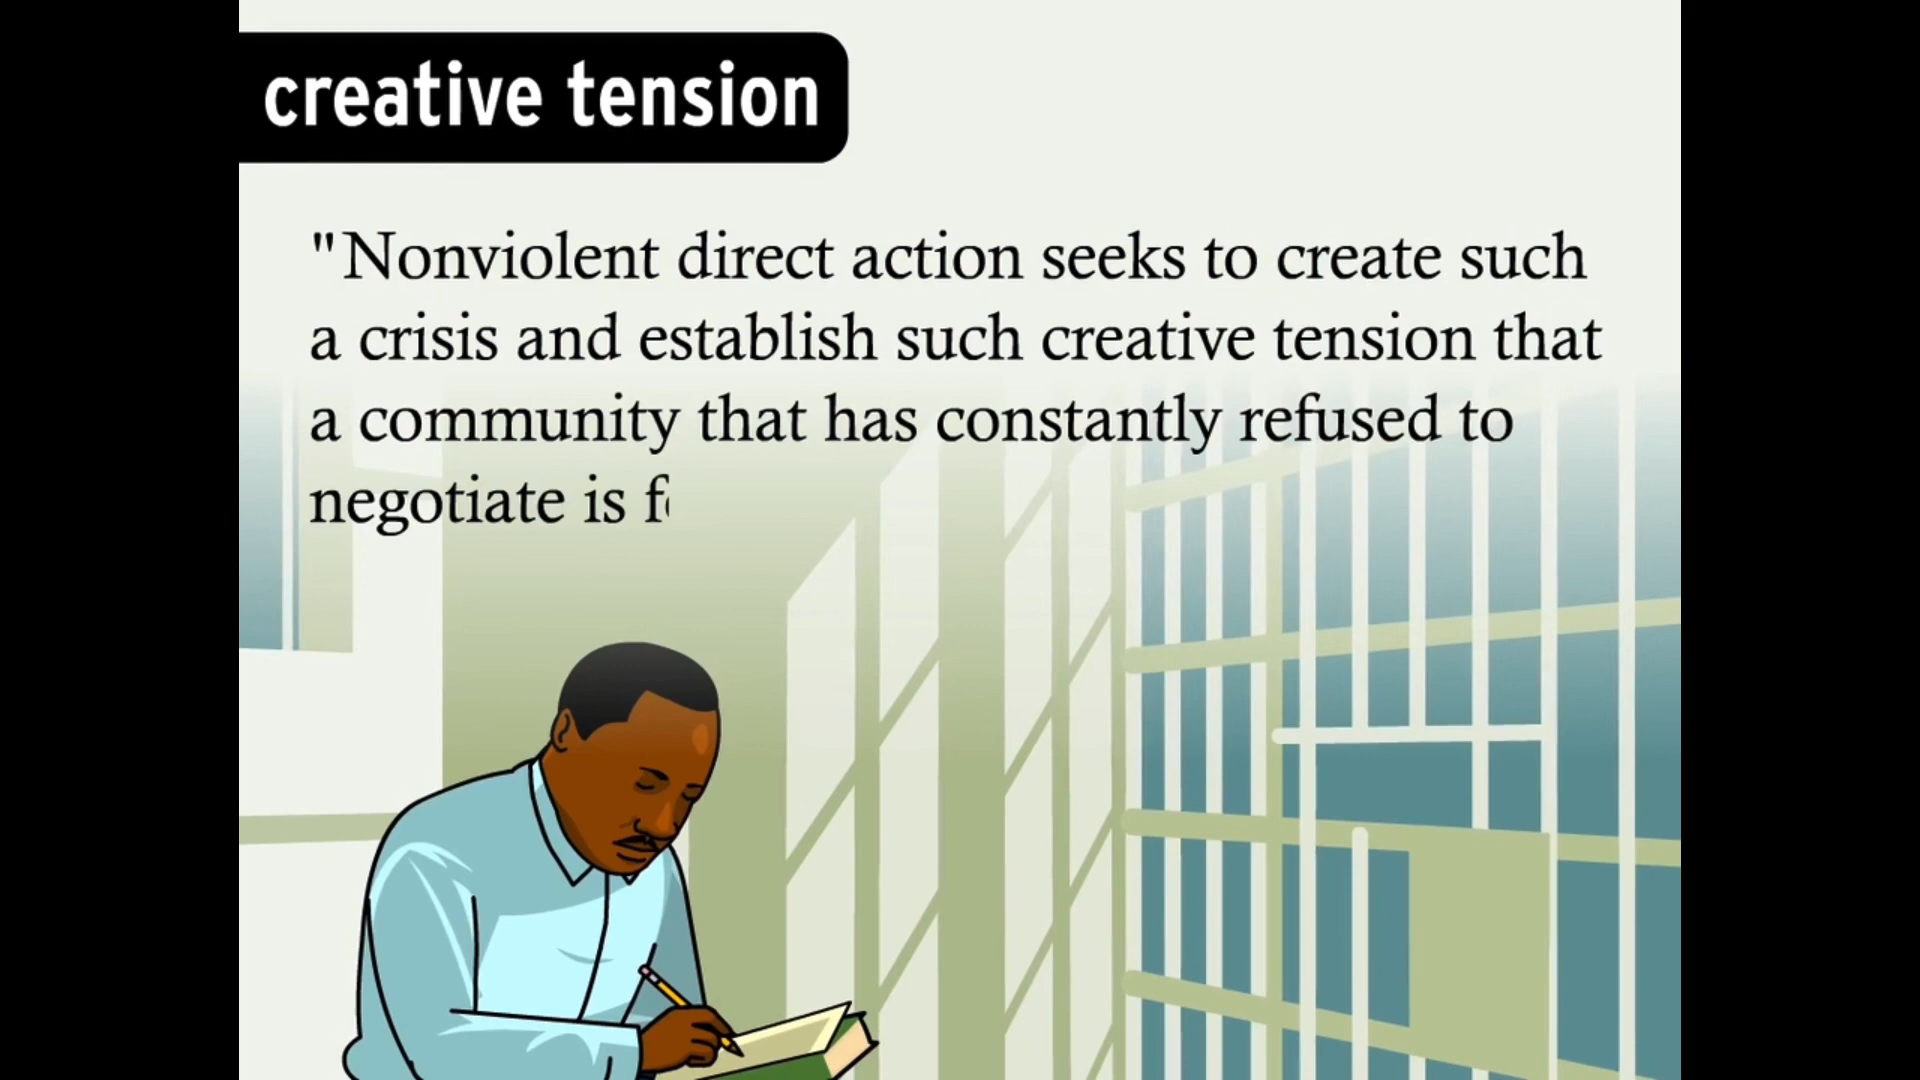 creative tension
"Nonviolent direct action seeks to create such
a crisis and establish such creative tension that
a community that has constantly refused to
negotiate is f